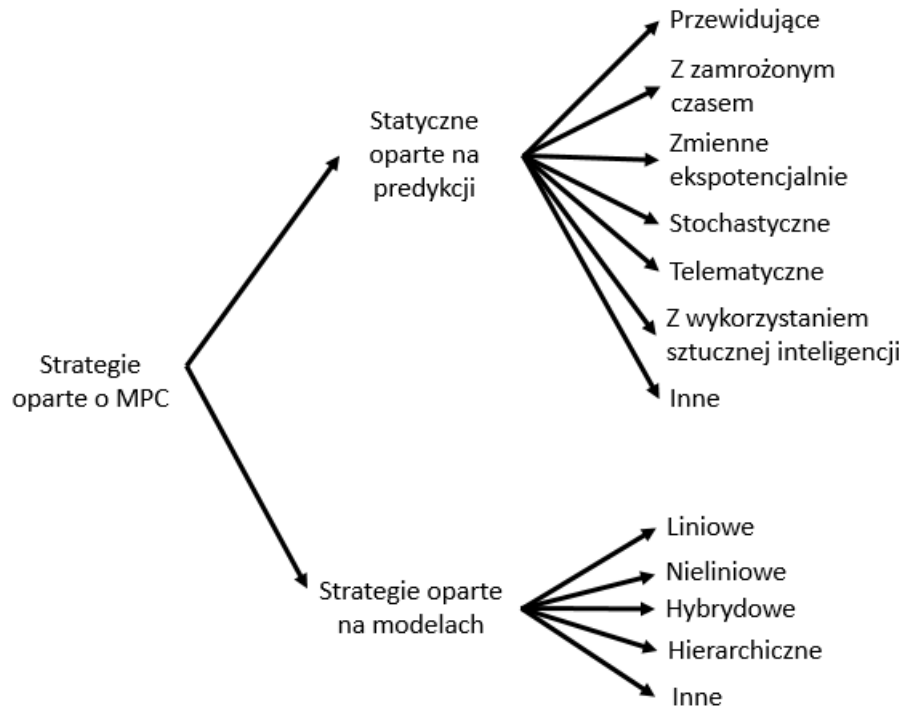 Strategie
oparte o MPC
Statyczne
oparte na
predykcji
Przewidujące
Z zamrożonym
czasem
Zmienne
ekspotencjalnie
Stochastyczne
Telematyczne
Z wykorzystaniem
sztucznej inteligencji
Inne
Strategie oparte
na modelach
Liniowe
Nieliniowe
Hybrydowe
Hierarchiczne
Inne